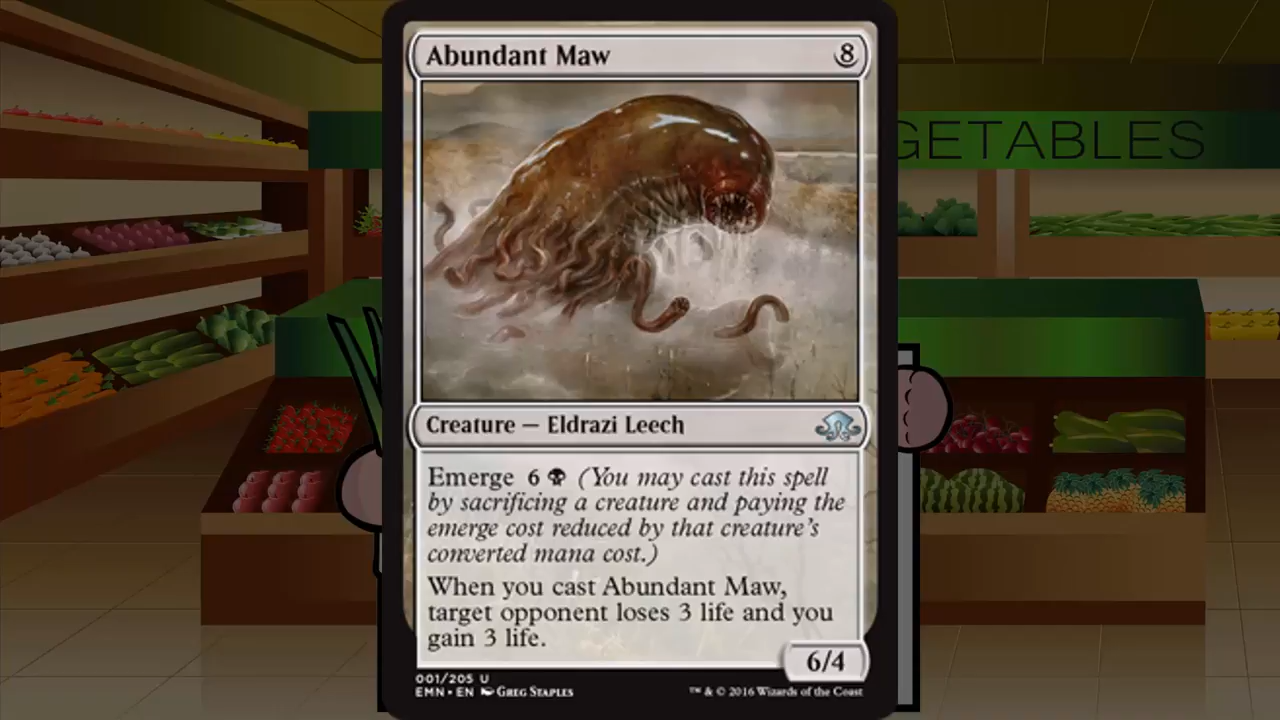 Abundant Maw 8
GETABLES
Creature — Eldrazi Leech
Emerge 6 (You may cast this spell
by sacrificing a creature and paying the
emerge cost reduced by that creature's
converted mana cost.)
When you cast Abundant Maw,
target opponent loses 3 life and you
gain 3 life.
6/4
001/205 U
EMN • EN Greg Staples
™ & © 2016 Wizards of the Coast